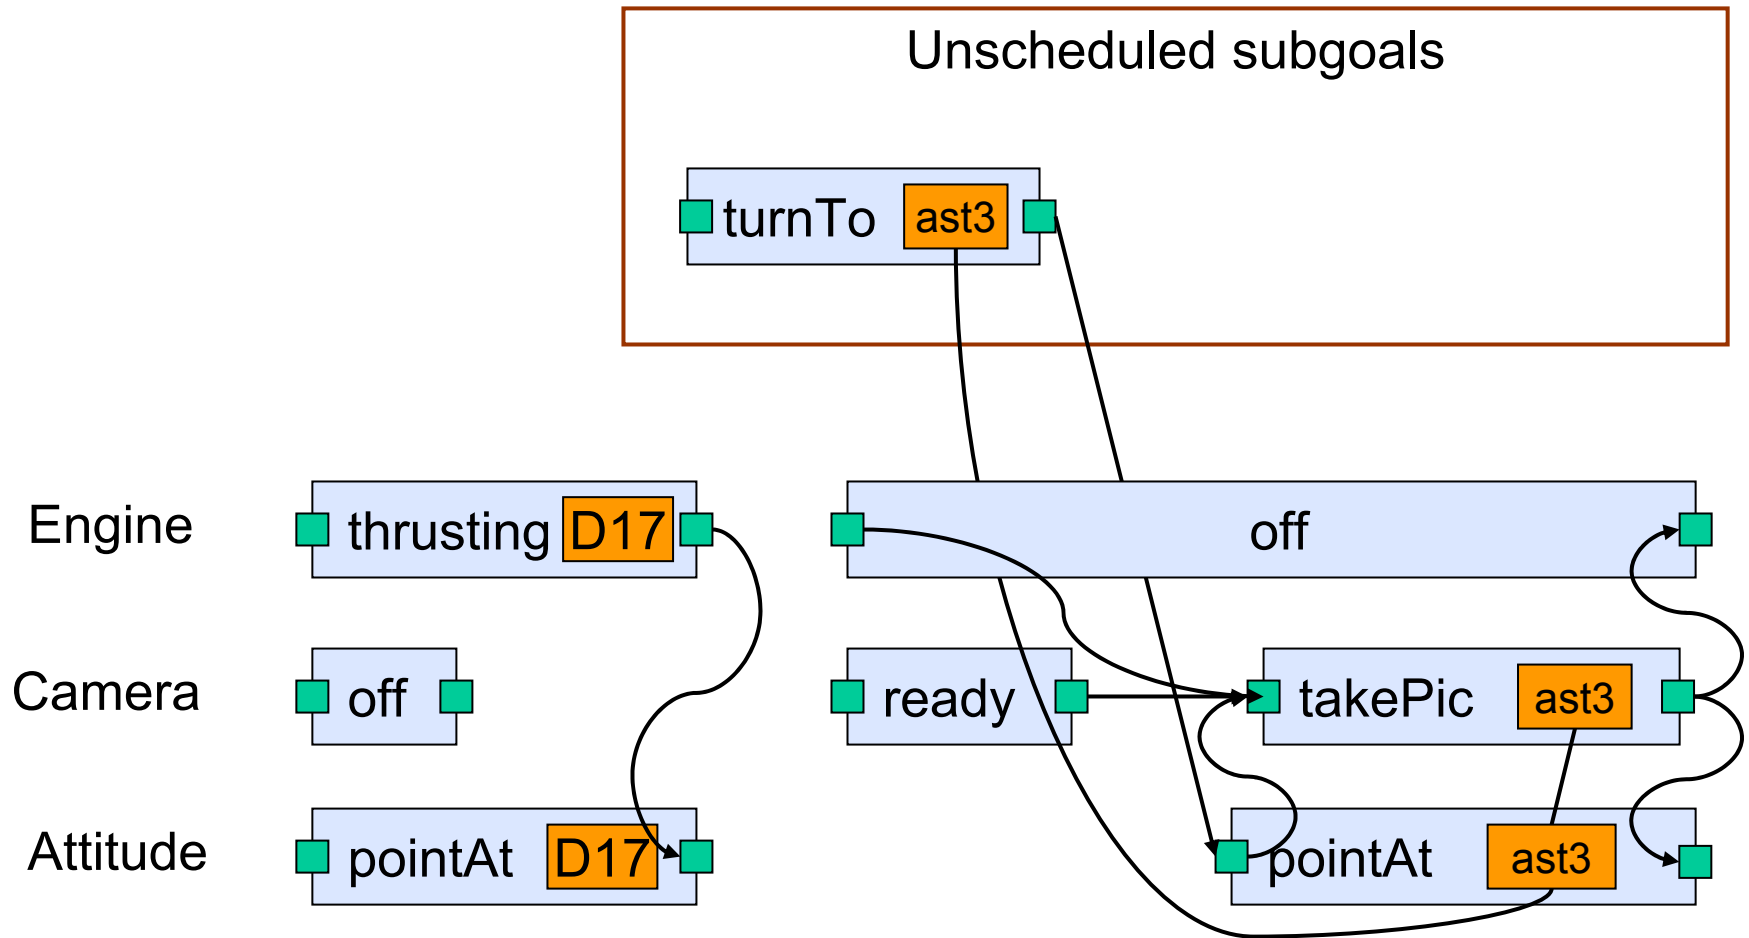 Unscheduled subgoals
turnTo ast3
Engine thrusting D17 off
Camera off ready takePic ast3
Attitude pointAt D17 pointAt ast3